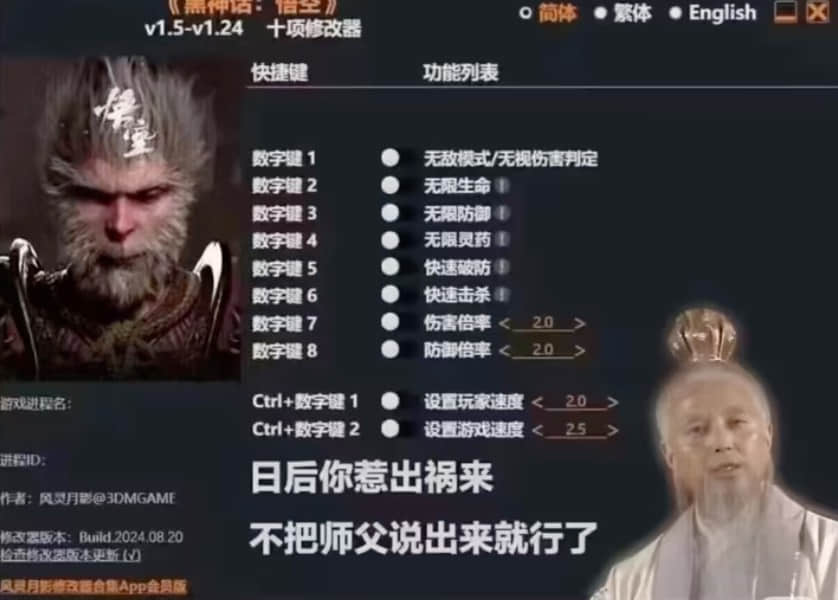 《黑神话：悟空》
v1.5-v1.24 十项修改器
简体 繁体 English
悟空
快捷键 功能列表
数字键 1 无敌模式/无视伤害判定
数字键 2 无限生命
数字键 3 无限防御
数字键 4 无限灵药
数字键 5 快速破防
数字键 6 快速击杀
数字键 7 伤害倍率 < 2.0 >
数字键 8 防御倍率 < 2.0 >
Ctrl+数字键 1 设置玩家速度 < 2.0 >
Ctrl+数字键 2 设置游戏速度 < 2.5 >
游戏进程名：
进程ID：
作者：风灵月影@3DMGAME
修改器版本：Build.2024.08.20
检查修改器版本更新 (√)
风灵月影修改器合集App会员版
日后你惹出祸来
不把师父说出来就行了